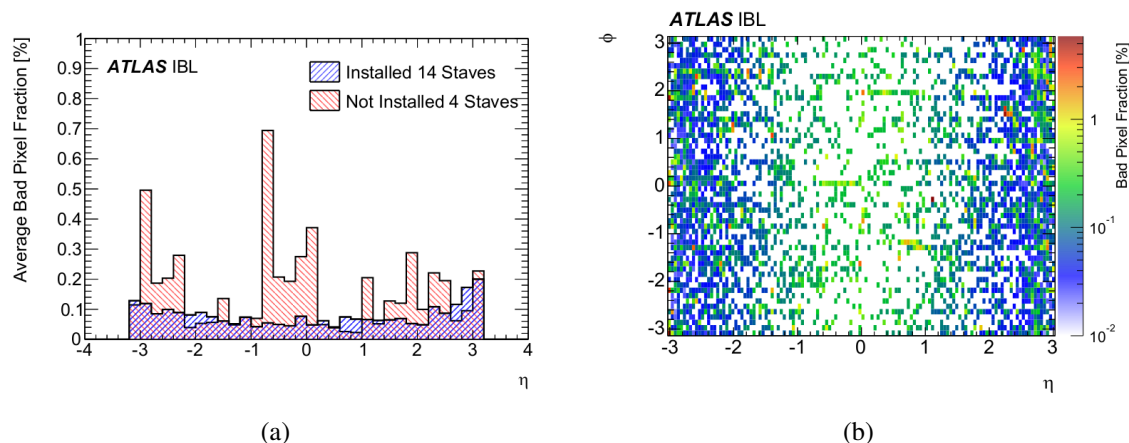 ATLAS IBL
Installed 14 Staves
Not Installed 4 Staves
Average Bad Pixel Fraction [%]
1
0.9
0.8
0.7
0.6
0.5
0.4
0.3
0.2
0.1
0
-4 -3 -2 -1 0 1 2 3 4
η
(a)
ATLAS IBL
ϕ
3
2
1
0
-1
-2
-3
-3 -2 -1 0 1 2 3
η
Bad Pixel Fraction [%]
1
10⁻¹
10⁻²
(b)